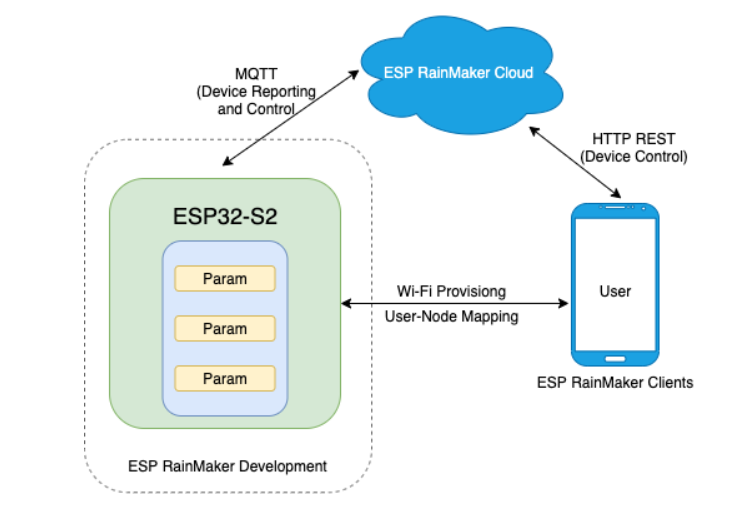 ESP RainMaker Cloud
MQTT
(Device Reporting
and Control
HTTP REST
(Device Control)
ESP32-S2
Param
Param
Param
Wi-Fi Provisiong
User-Node Mapping
User
ESP RainMaker Clients
ESP RainMaker Development